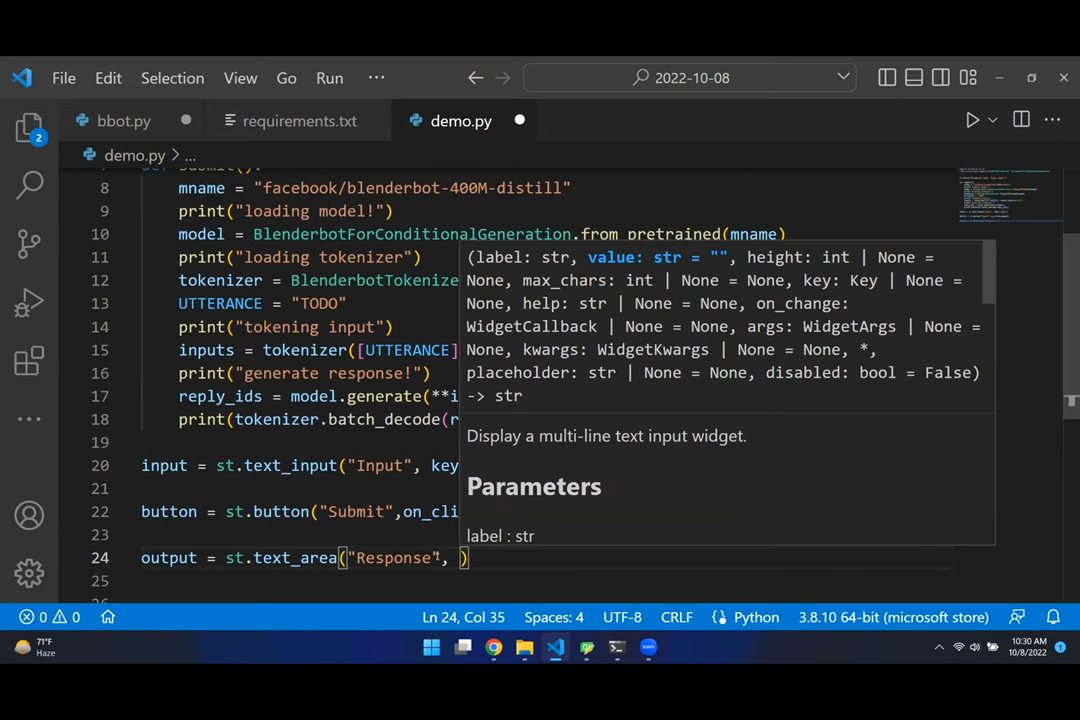 File Edit Selection View Go Run ··· 2022-10-08
bbot.py requirements.txt demo.py
demo.py > ...
8 mname = "facebook/blenderbot-400M-distill"
9 print("loading model!")
10 model = BlenderbotForConditionalGeneration.from_pretrained(mname)
11 print("loading tokenizer")
12 tokenizer = BlenderbotTokenize
13 UTTERANCE = "TODO"
14 print("tokening input")
15 inputs = tokenizer([UTTERANCE]
16 print("generate response!")
17 reply_ids = model.generate(**i
18 print(tokenizer.batch_decode(r
19
20 input = st.text_input("Input", key
21
22 button = st.button("Submit",on_cli
23
24 output = st.text_area("Response", )
25
(label: str, value: str = "", height: int | None =
None, max_chars: int | None = None, key: Key | None =
None, help: str | None = None, on_change:
WidgetCallback | None = None, args: WidgetArgs | None =
None, kwargs: WidgetKwargs | None = None, *,
placeholder: str | None = None, disabled: bool = False)
-> str
Display a multi-line text input widget.
Parameters
label : str
0 0 Ln 24, Col 35 Spaces: 4 UTF-8 CRLF Python 3.8.10 64-bit (microsoft store)
2
71°F
Haze
zoom
10:30 AM
10/8/2022
1